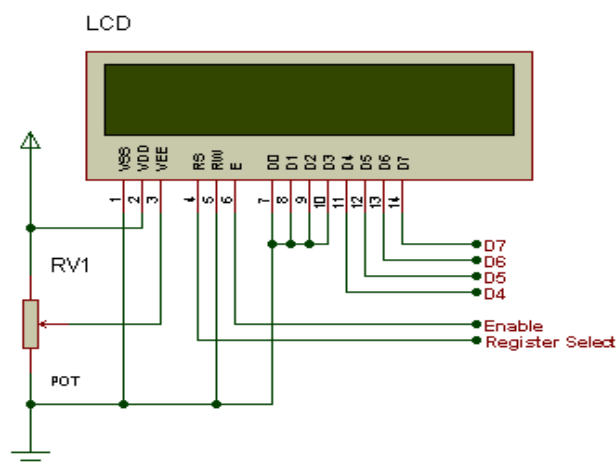 LCD
VSS VDD VEE RS RW E D0 D1 D2 D3 D4 D5 D6 D7
1 2 3 4 5 6 7 8 9 10 11 12 13 14
D7
D6
D5
D4
RV1
Enable
Register Select
POT